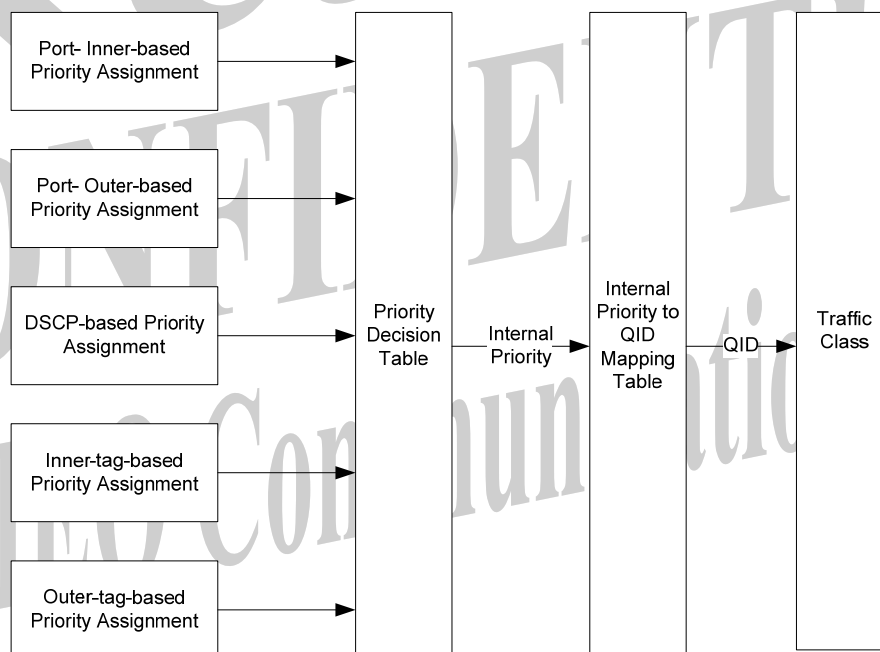 Port- Inner-based
Priority Assignment
Port- Outer-based
Priority Assignment
DSCP-based Priority
Assignment
Inner-tag-based
Priority Assignment
Outer-tag-based
Priority Assignment
Priority
Decision
Table
Internal
Priority
Internal
Priority to
QID
Mapping
Table
QID
Traffic
Class